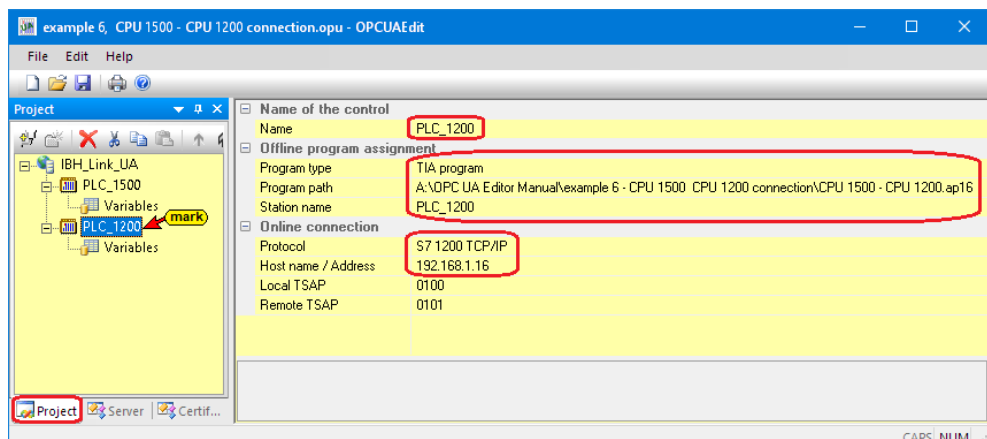 example 6, CPU 1500 - CPU 1200 connection.opu - OPCUAEdit
File Edit Help
Project
IBH_Link_UA
PLC_1500
Variables
PLC_1200
mark
Variables
Name of the control
Name PLC_1200
Offline program assignment
Program type TIA program
Program path A:\OPC UA Editor Manual\example 6 - CPU 1500 CPU 1200 connection\CPU 1500 - CPU 1200.ap16
Station name PLC_1200
Online connection
Protocol S7 1200 TCP/IP
Host name / Address 192.168.1.16
Local TSAP 0100
Remote TSAP 0101
Project Server Certif...
CAPS NUM